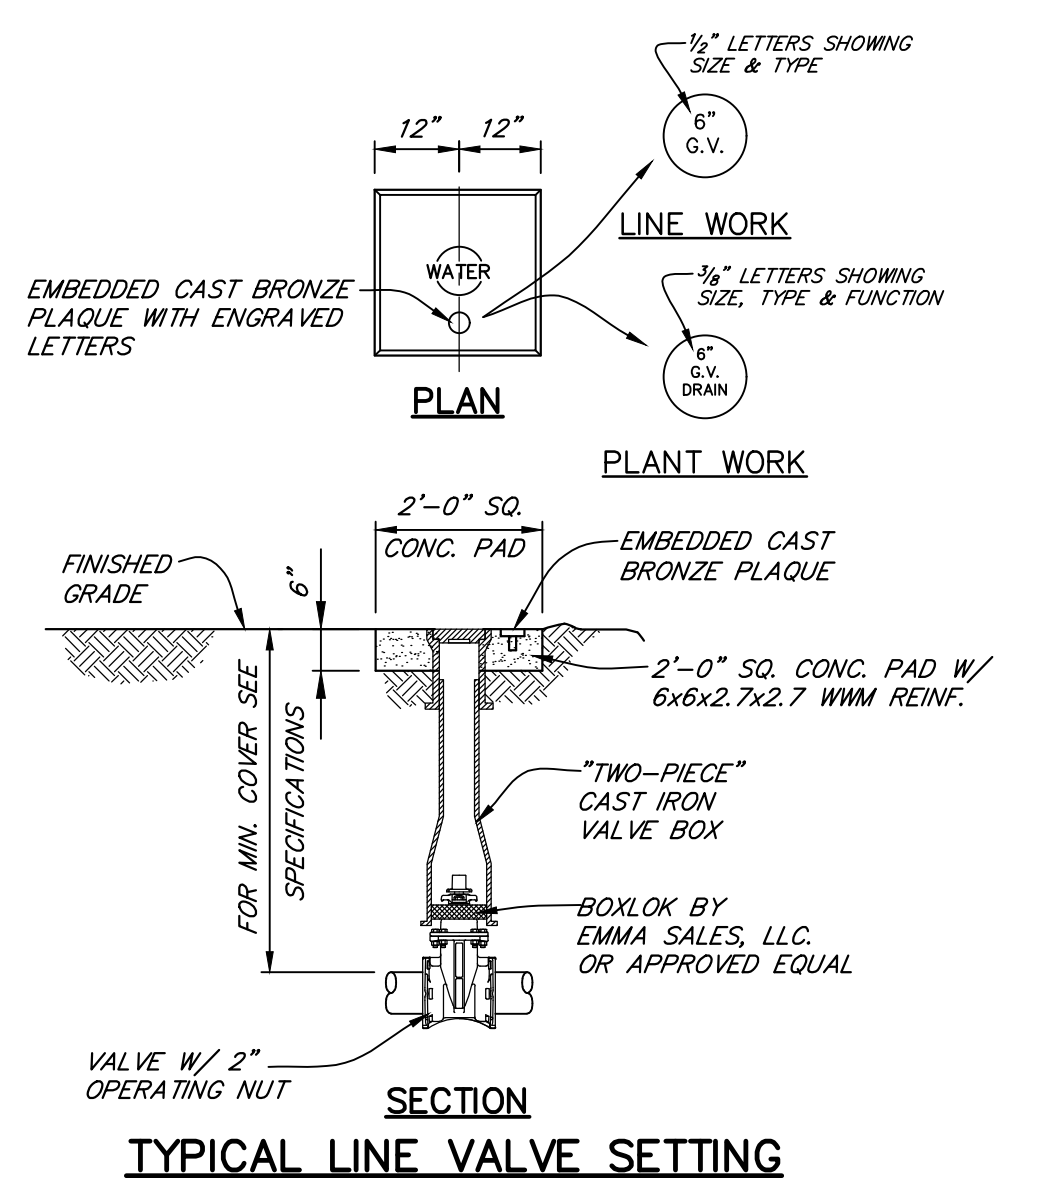 1/2" LETTERS SHOWING
SIZE & TYPE
6"
G.V.
LINE WORK
12" 12"
WATER
EMBEDDED CAST BRONZE
PLAQUE WITH ENGRAVED
LETTERS
3/8" LETTERS SHOWING
SIZE, TYPE & FUNCTION
6"
G.V.
DRAIN
PLAN
PLANT WORK
2'-0" SQ.
CONC. PAD
EMBEDDED CAST
BRONZE PLAQUE
FINISHED
GRADE
6"
2'-0" SQ. CONC. PAD W/
6x6x2.7x2.7 WWM REINF.
FOR MIN. COVER SEE
SPECIFICATIONS
"TWO-PIECE"
CAST IRON
VALVE BOX
BOXLOK BY
EMMA SALES, LLC.
OR APPROVED EQUAL
VALVE W/ 2"
OPERATING NUT
SECTION
TYPICAL LINE VALVE SETTING